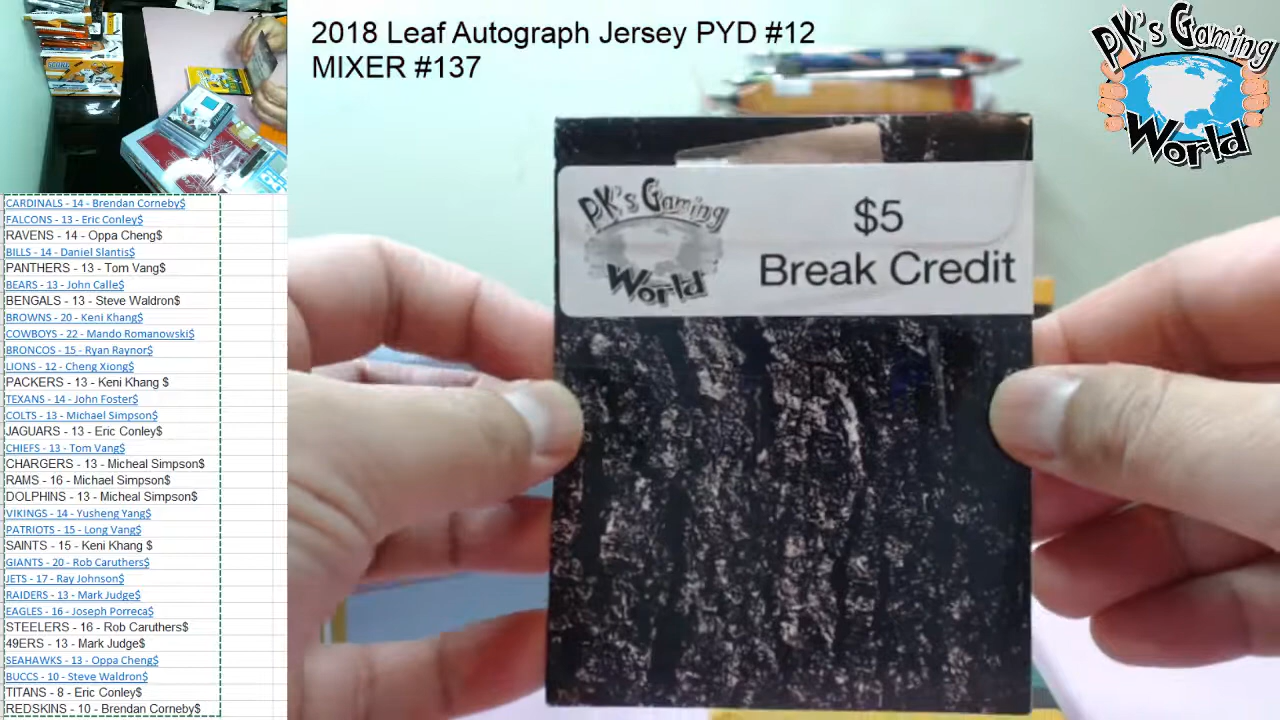 2018 Leaf Autograph Jersey PYD #12
MIXER #137
PK's Gaming
World
PK's Gaming
World
$5
Break Credit
CARDINALS - 14 - Brendan Corneby$
FALCONS - 13 - Eric Conley$
RAVENS - 14 - Oppa Cheng$
BILLS - 14 - Daniel Slantis$
PANTHERS - 13 - Tom Vang$
BEARS - 13 - John Calle$
BENGALS - 13 - Steve Waldron$
BROWNS - 20 - Keni Khang$
COWBOYS - 22 - Mando Romanowski$
BRONCOS - 15 - Ryan Raynor$
LIONS - 12 - Cheng Xiong$
PACKERS - 13 - Keni Khang $
TEXANS - 14 - John Foster$
COLTS - 13 - Michael Simpson$
JAGUARS - 13 - Eric Conley$
CHIEFS - 13 - Tom Vang$
CHARGERS - 13 - Micheal Simpson$
RAMS - 16 - Michael Simpson$
DOLPHINS - 13 - Micheal Simpson$
VIKINGS - 14 - Yusheng Yang$
PATRIOTS - 15 - Long Vang$
SAINTS - 15 - Keni Khang $
GIANTS - 20 - Rob Caruthers$
JETS - 17 - Ray Johnson$
RAIDERS - 13 - Mark Judge$
EAGLES - 16 - Joseph Porreca$
STEELERS - 16 - Rob Caruthers$
49ERS - 13 - Mark Judge$
SEAHAWKS - 13 - Oppa Cheng$
BUCCS - 10 - Steve Waldron$
TITANS - 8 - Eric Conley$
REDSKINS - 10 - Brendan Corneby$